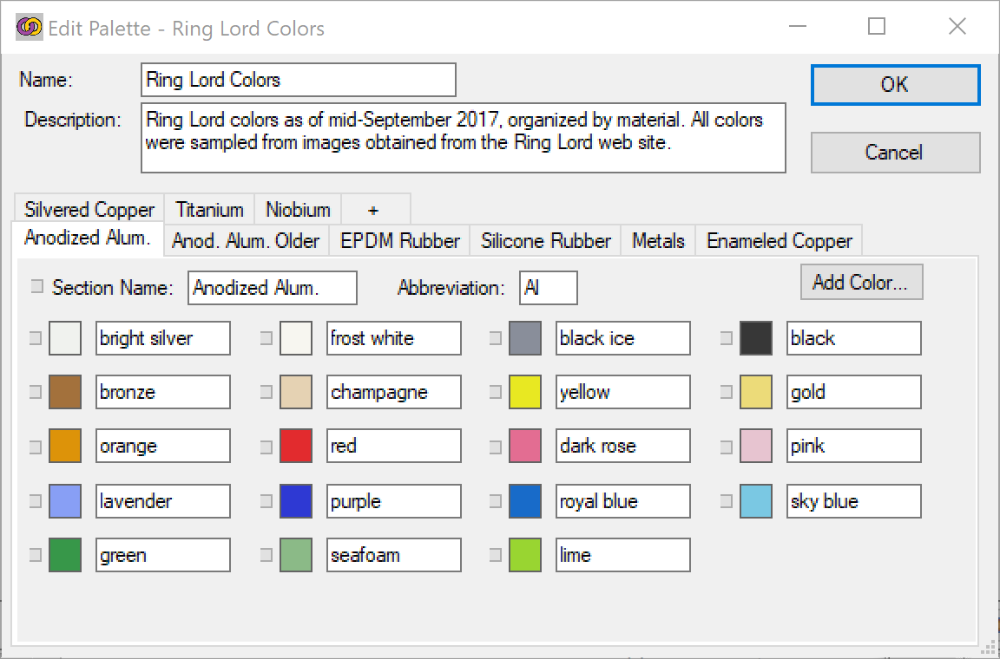 Edit Palette - Ring Lord Colors
Name:
Ring Lord Colors
OK
Description:
Ring Lord colors as of mid-September 2017, organized by material. All colors
were sampled from images obtained from the Ring Lord web site.
Cancel
Silvered Copper
Titanium
Niobium
+
Anodized Alum.
Anod. Alum. Older
EPDM Rubber
Silicone Rubber
Metals
Enameled Copper
Section Name:
Anodized Alum.
Abbreviation:
Al
Add Color...
bright silver
frost white
black ice
black
bronze
champagne
yellow
gold
orange
red
dark rose
pink
lavender
purple
royal blue
sky blue
green
seafoam
lime